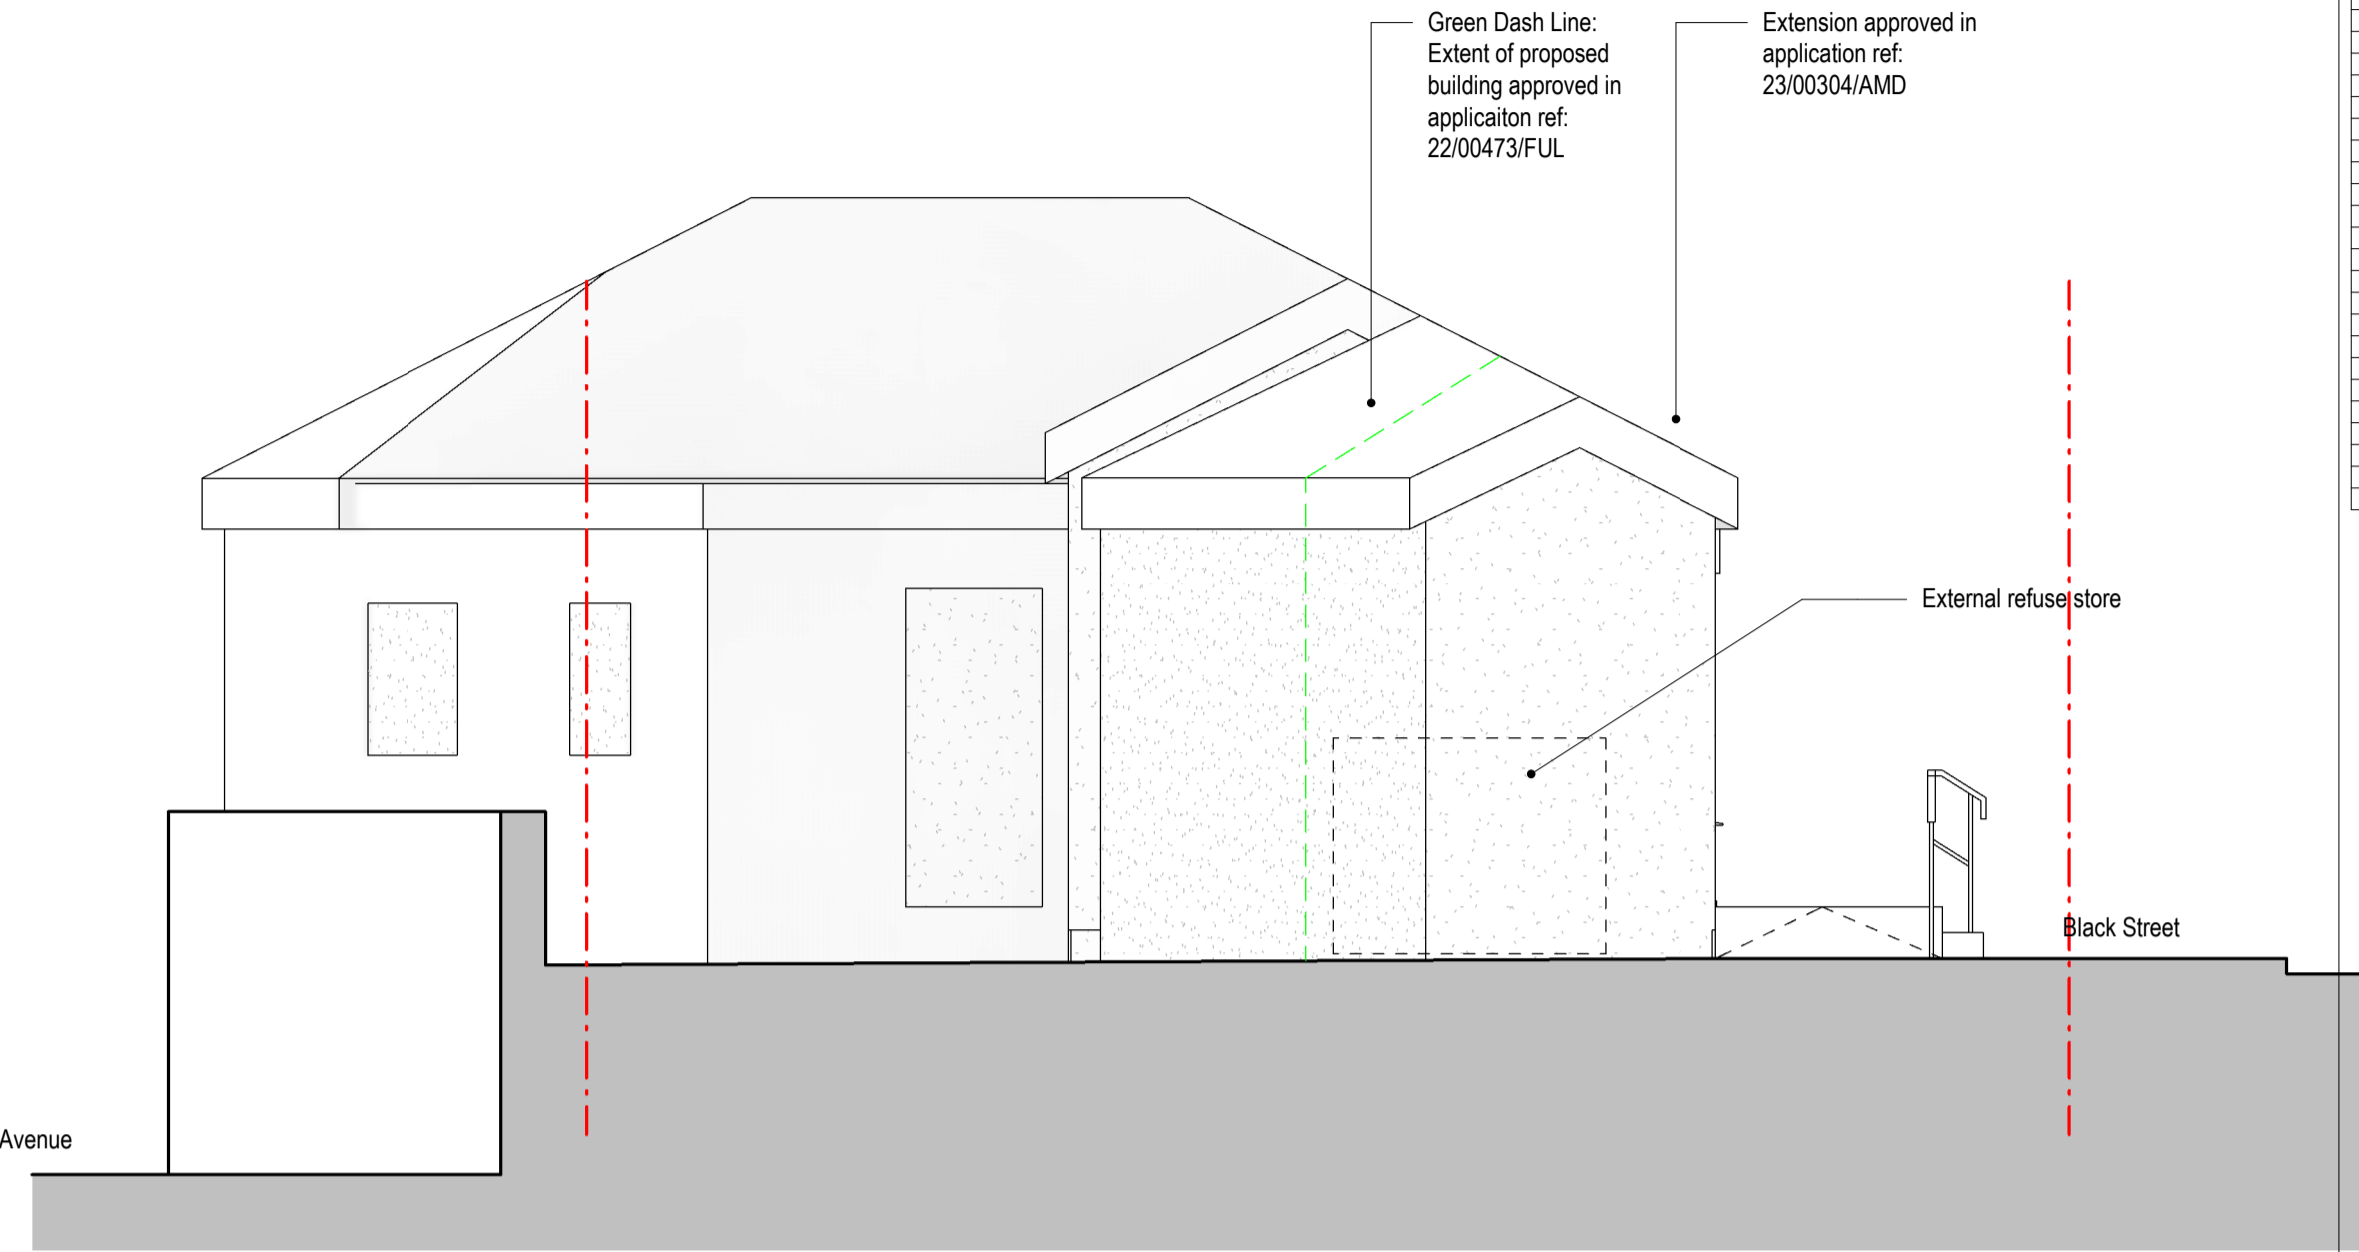 Green Dash Line:
Extent of proposed
building approved in
applicaiton ref:
22/00473/FUL
Extension approved in
application ref:
23/00304/AMD
External refuse store
Black Street
Avenue